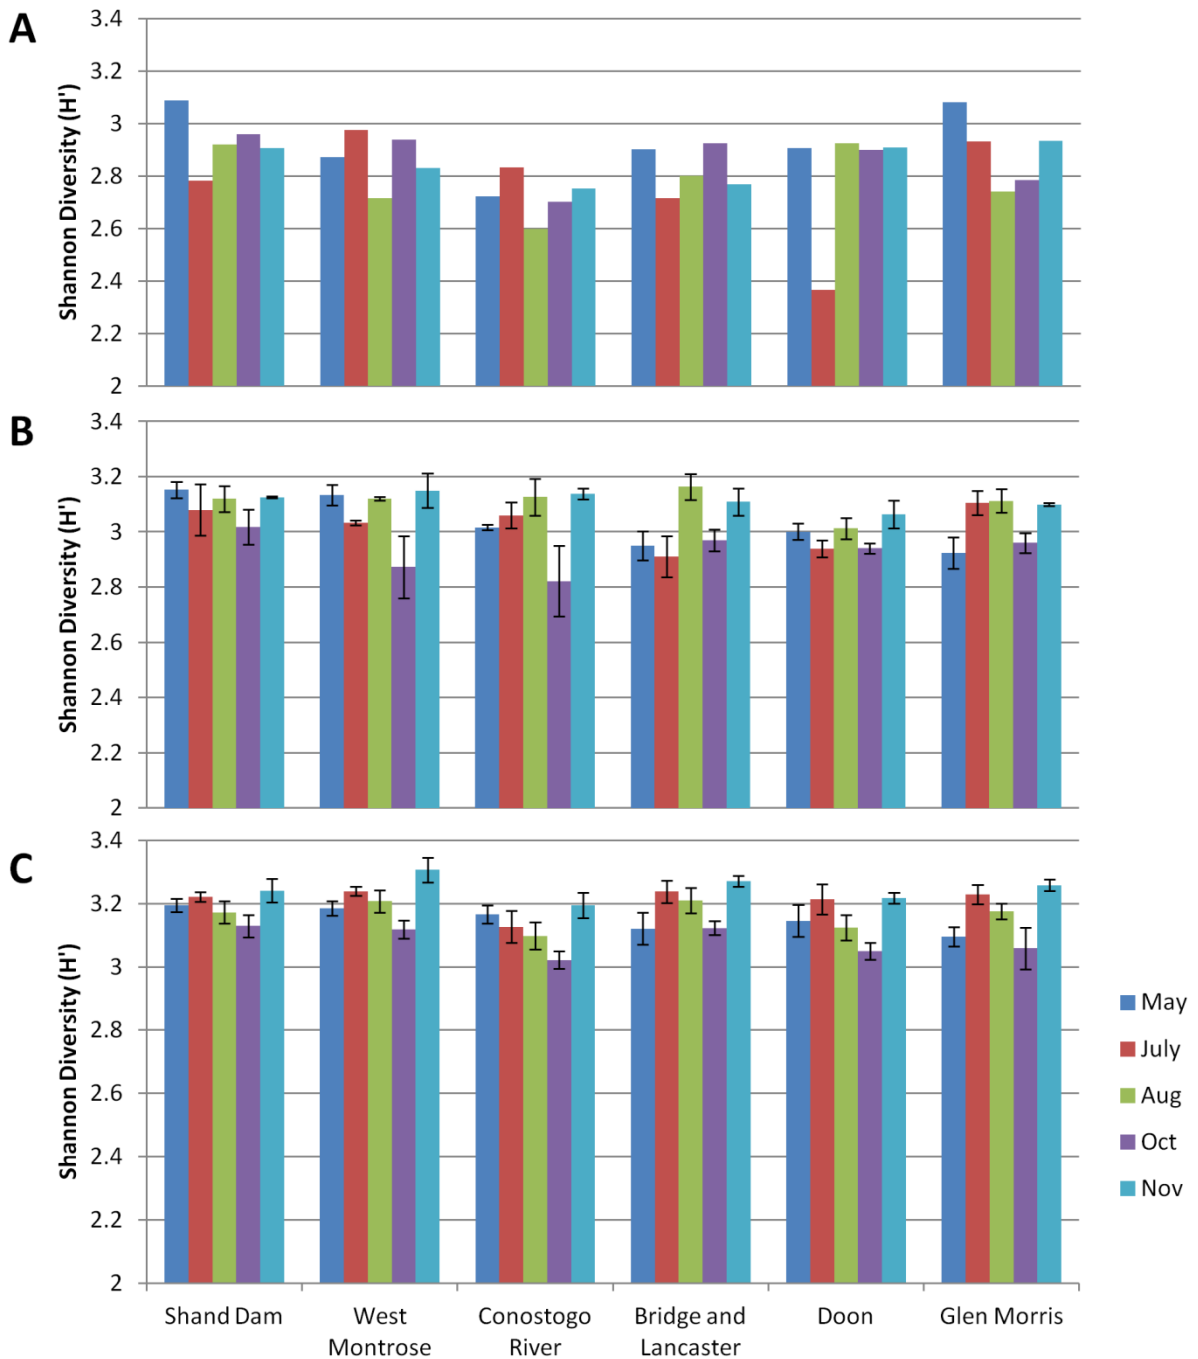 A
Shannon Diversity (H')
3.4
3.2
3
2.8
2.6
2.4
2.2
2
B
Shannon Diversity (H')
3.4
3.2
3
2.8
2.6
2.4
2.2
2
C
Shannon Diversity (H')
3.4
3.2
3
2.8
2.6
2.4
2.2
2
May
July
Aug
Oct
Nov
Shand Dam
West
Montrose
Conostogo
River
Bridge and
Lancaster
Doon
Glen Morris